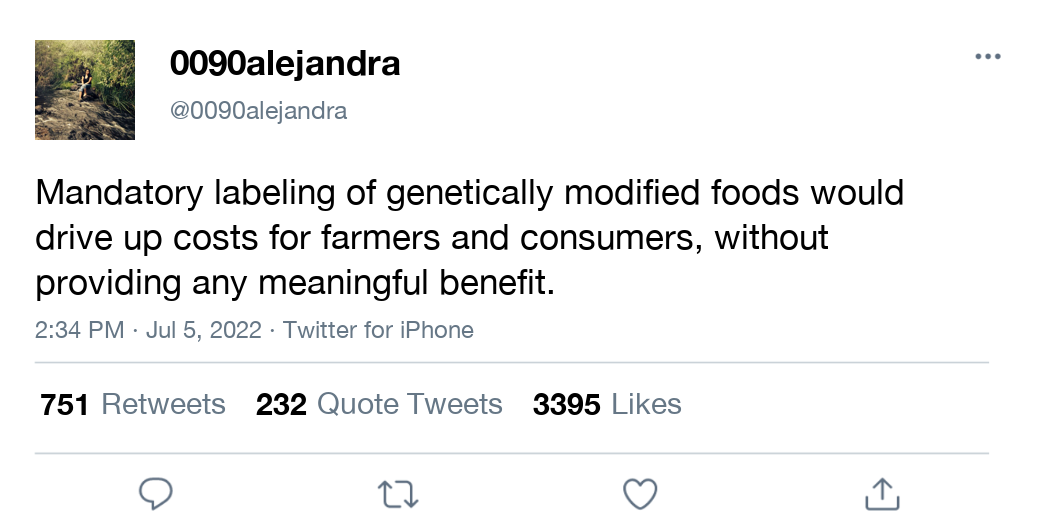 0090alejandra
@0090alejandra
Mandatory labeling of genetically modified foods would
drive up costs for farmers and consumers, without
providing any meaningful benefit.
2:34 PM · Jul 5, 2022 · Twitter for iPhone
751 Retweets 232 Quote Tweets 3395 Likes